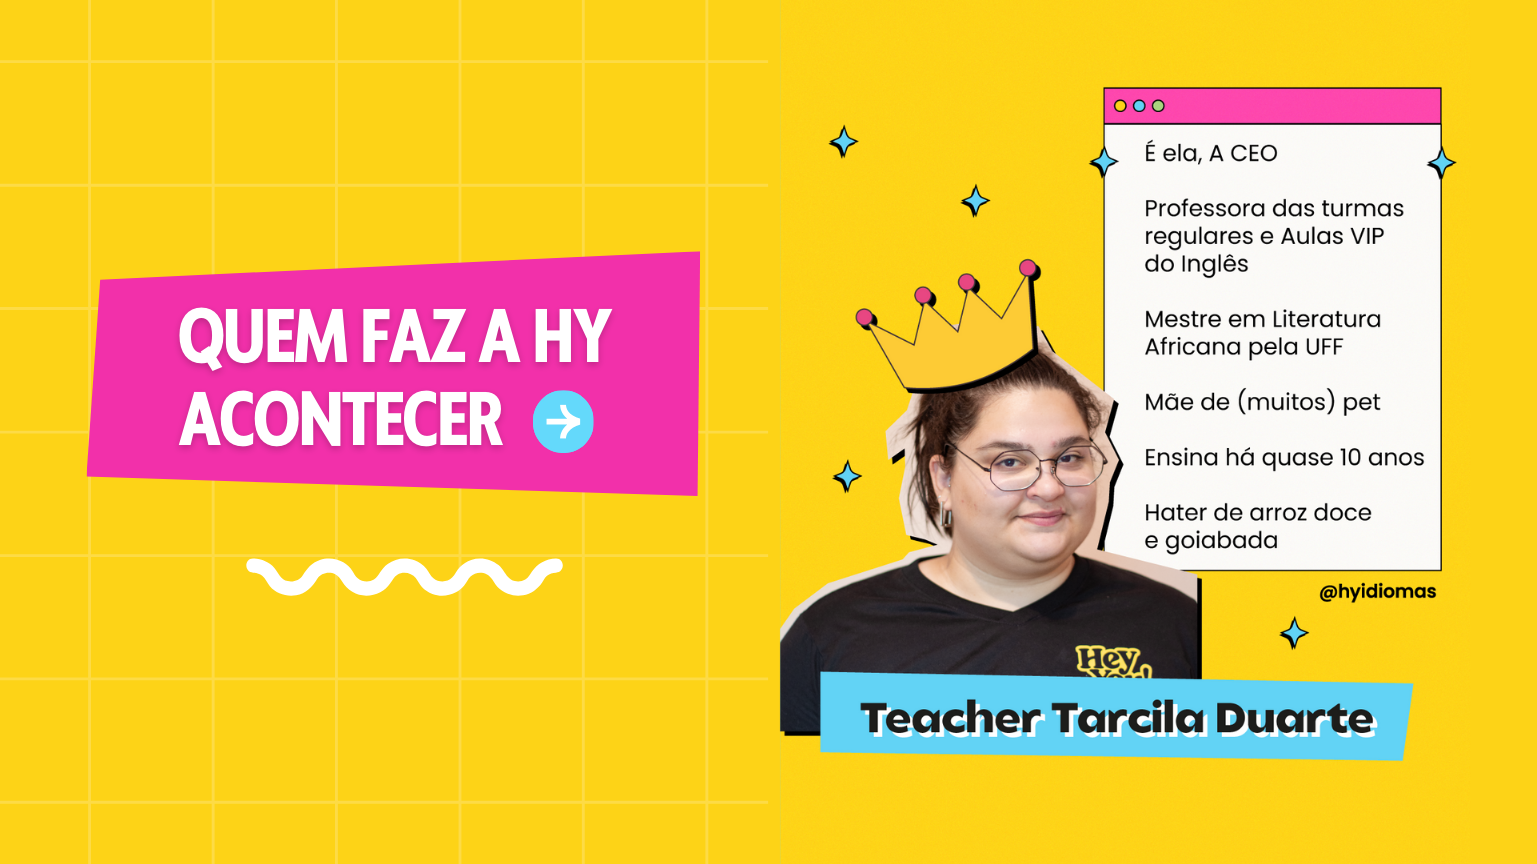 QUEM FAZ A HY
ACONTECER
É ela, A CEO
Professora das turmas
regulares e Aulas VIP
do Inglês
Mestre em Literatura
Africana pela UFF
Mãe de (muitos) pet
Ensina há quase 10 anos
Hater de arroz doce
e goiabada
@hyidiomas
Hey,
You!
Teacher Tarcila Duarte